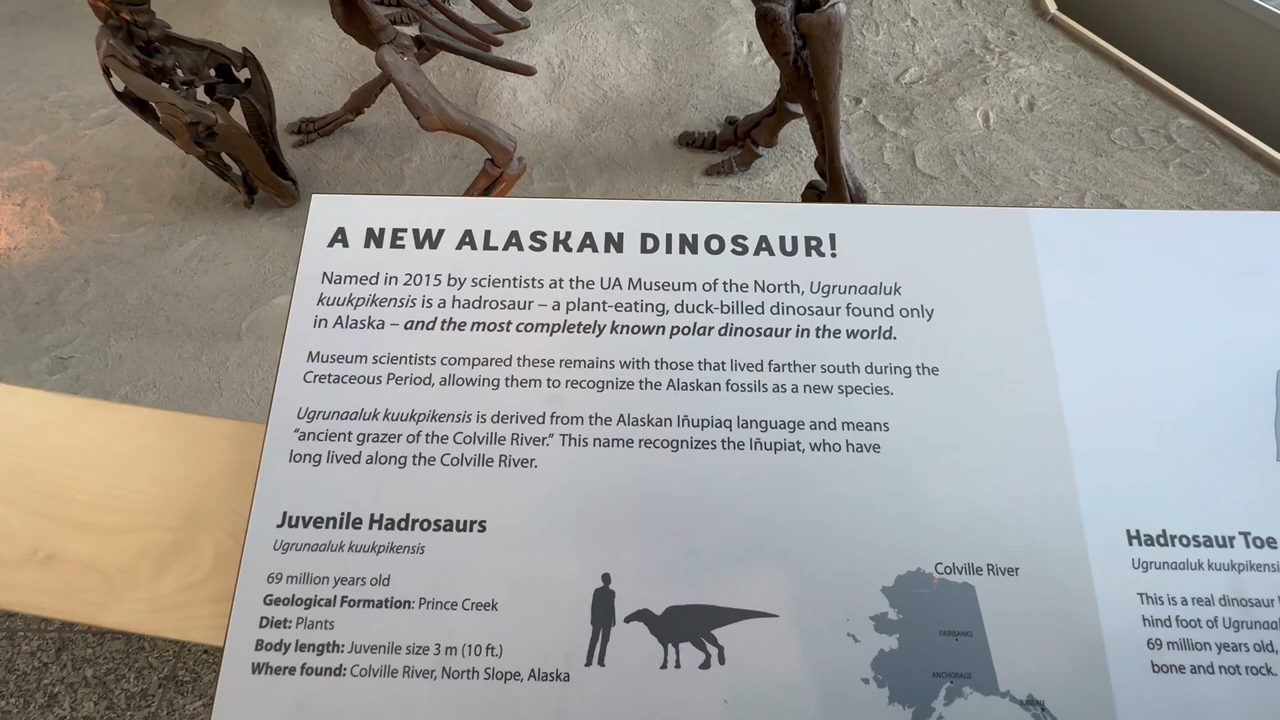 A NEW ALASKAN DINOSAUR!
Named in 2015 by scientists at the UA Museum of the North, Ugrunaaluk
kuukpikensis is a hadrosaur – a plant-eating, duck-billed dinosaur found only
in Alaska – and the most completely known polar dinosaur in the world.
Museum scientists compared these remains with those that lived farther south during the
Cretaceous Period, allowing them to recognize the Alaskan fossils as a new species.
Ugrunaaluk kuukpikensis is derived from the Alaskan Iñupiaq language and means
“ancient grazer of the Colville River.” This name recognizes the Iñupiat, who have
long lived along the Colville River.
Juvenile Hadrosaurs
Ugrunaaluk kuukpikensis
69 million years old
Geological Formation: Prince Creek
Diet: Plants
Body length: Juvenile size 3 m (10 ft.)
Where found: Colville River, North Slope, Alaska
Colville River
FAIRBANKS
ANCHORAGE
JUNEAU
Hadrosaur Toe
Ugrunaaluk kuukpikensi
This is a real dinosaur
hind foot of Ugrunaal
69 million years old,
bone and not rock.